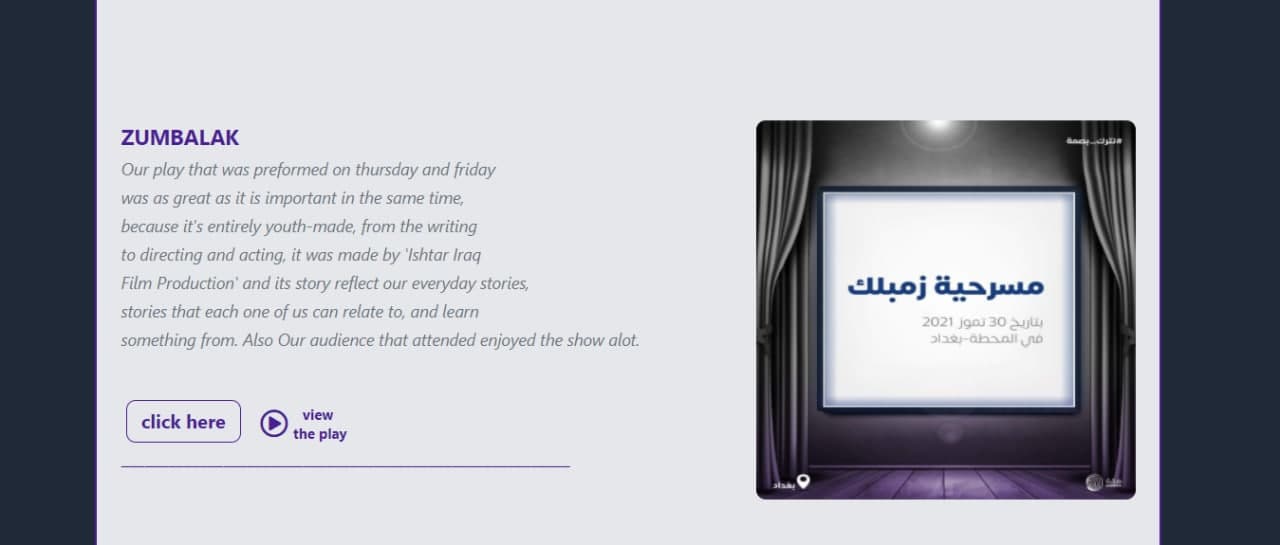 ZUMBALAK
Our play that was preformed on thursday and friday
was as great as it is important in the same time,
because it's entirely youth-made, from the writing
to directing and acting, it was made by 'Ishtar Iraq
Film Production' and its story reflect our everyday stories,
stories that each one of us can relate to, and learn
something from. Also Our audience that attended enjoyed the show alot.
click here
view
the play
#نترك_بصمة
مسرحية زمبلك
بتاريخ 30 تموز 2021
في المحطة-بغداد
بغداد